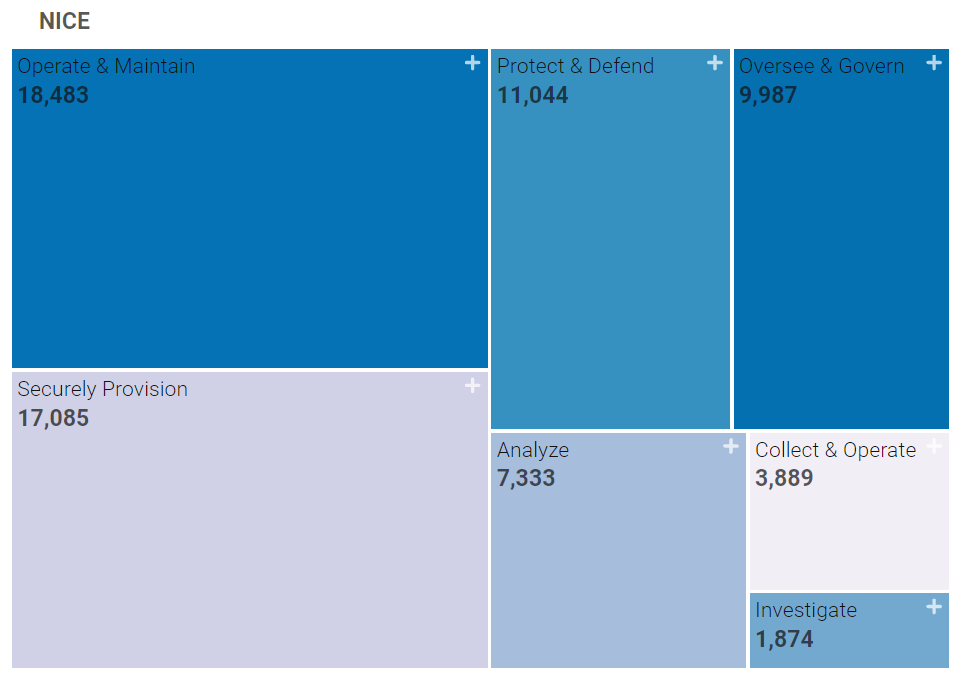 NICE
Operate & Maintain
18,483
Protect & Defend
11,044
Oversee & Govern
9,987
Securely Provision
17,085
Analyze
7,333
Collect & Operate
3,889
Investigate
1,874